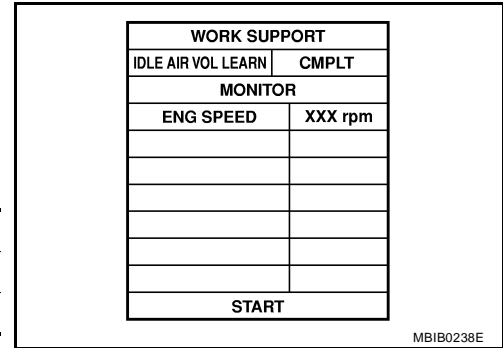 WORK SUPPORT
IDLE AIR VOL LEARN CMPLT
MONITOR
ENG SPEED XXX rpm
START
MBIB0238E